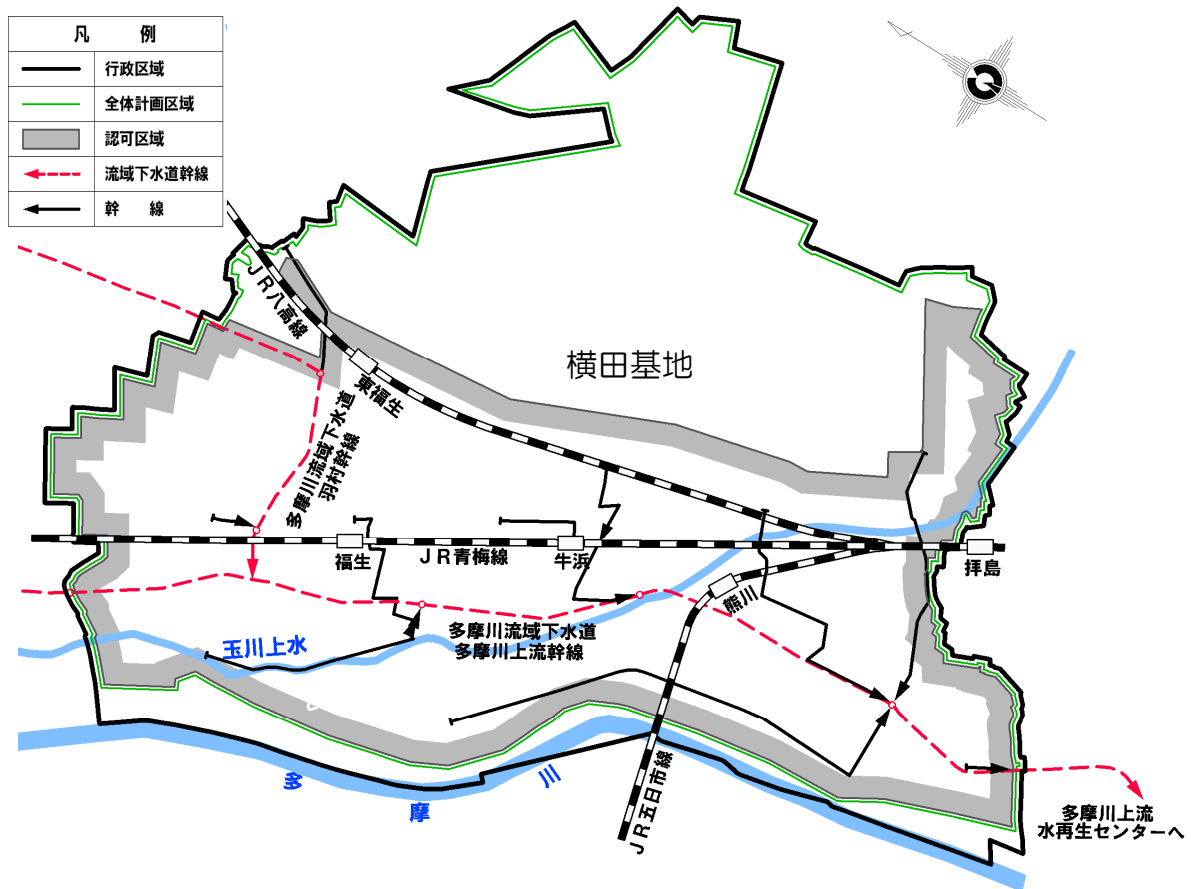 凡　例
行政区域
全体計画区域
認可区域
流域下水道幹線
幹　線
JR八高線
東福生
横田基地
多摩川流域下水道
羽村幹線
福生
JR青梅線
牛浜
拝島
熊川
多摩川流域下水道
多摩川上流幹線
玉川上水
JR五日市線
多摩川
多摩川上流
水再生センターへ